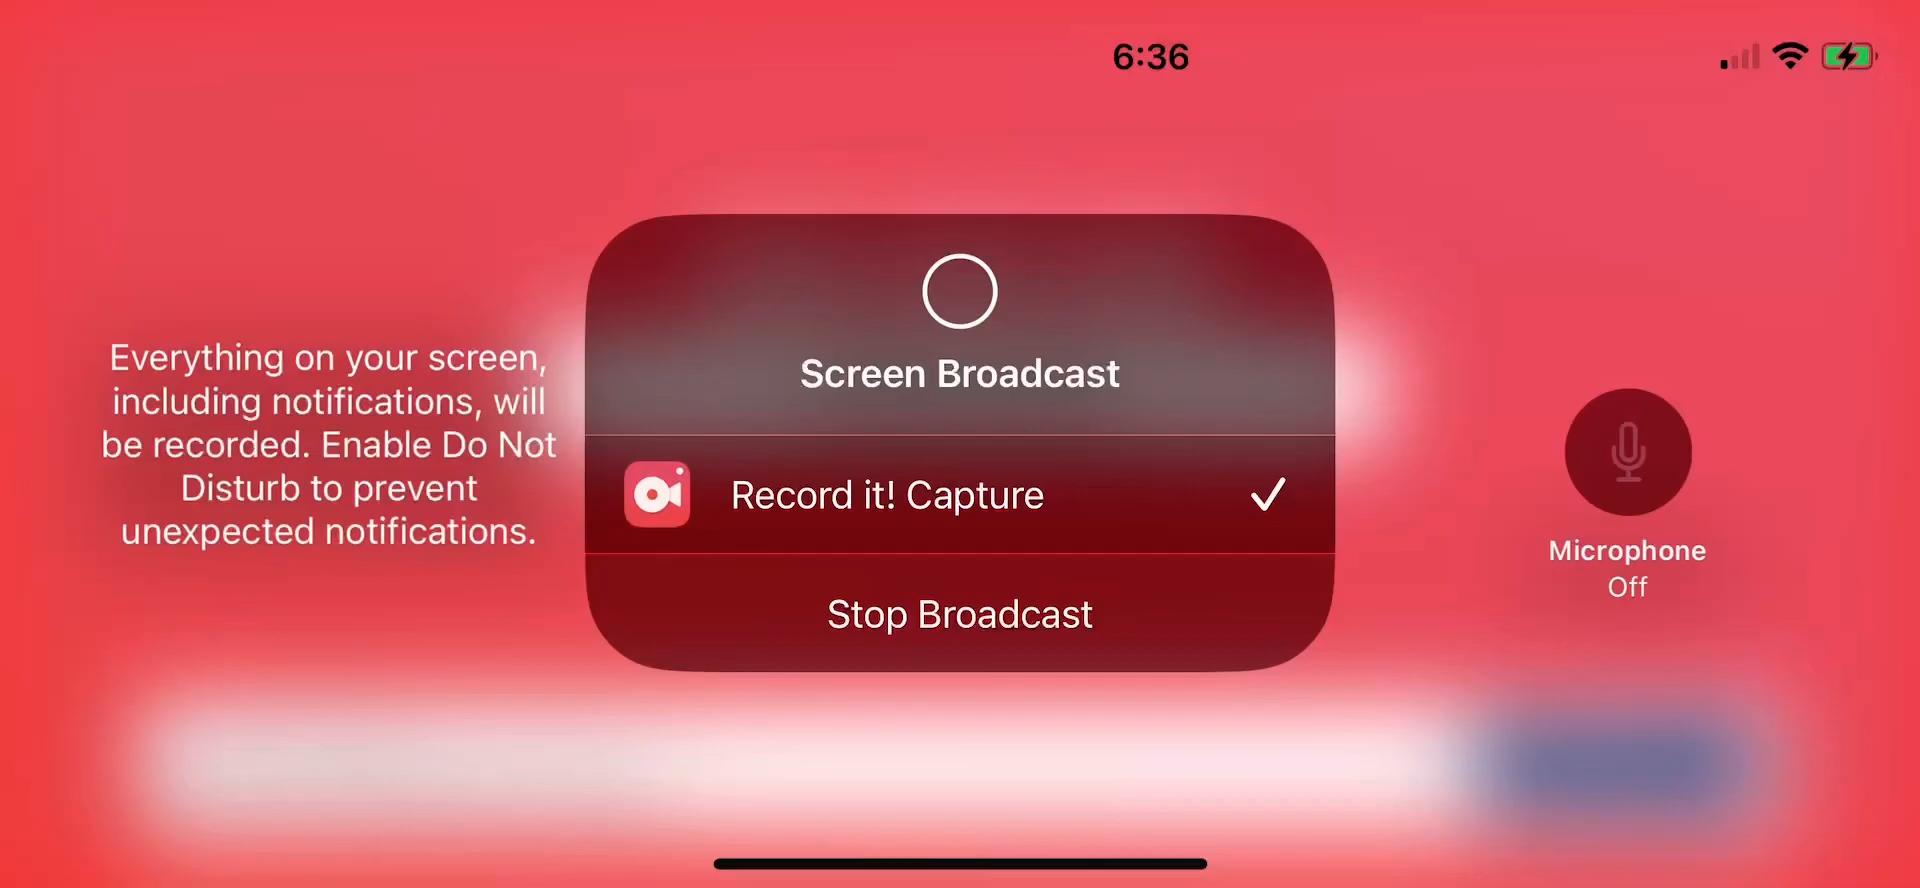 6:36
Everything on your screen,
including notifications, will
be recorded. Enable Do Not
Disturb to prevent
unexpected notifications.
Screen Broadcast
Record it! Capture
Stop Broadcast
Microphone
Off